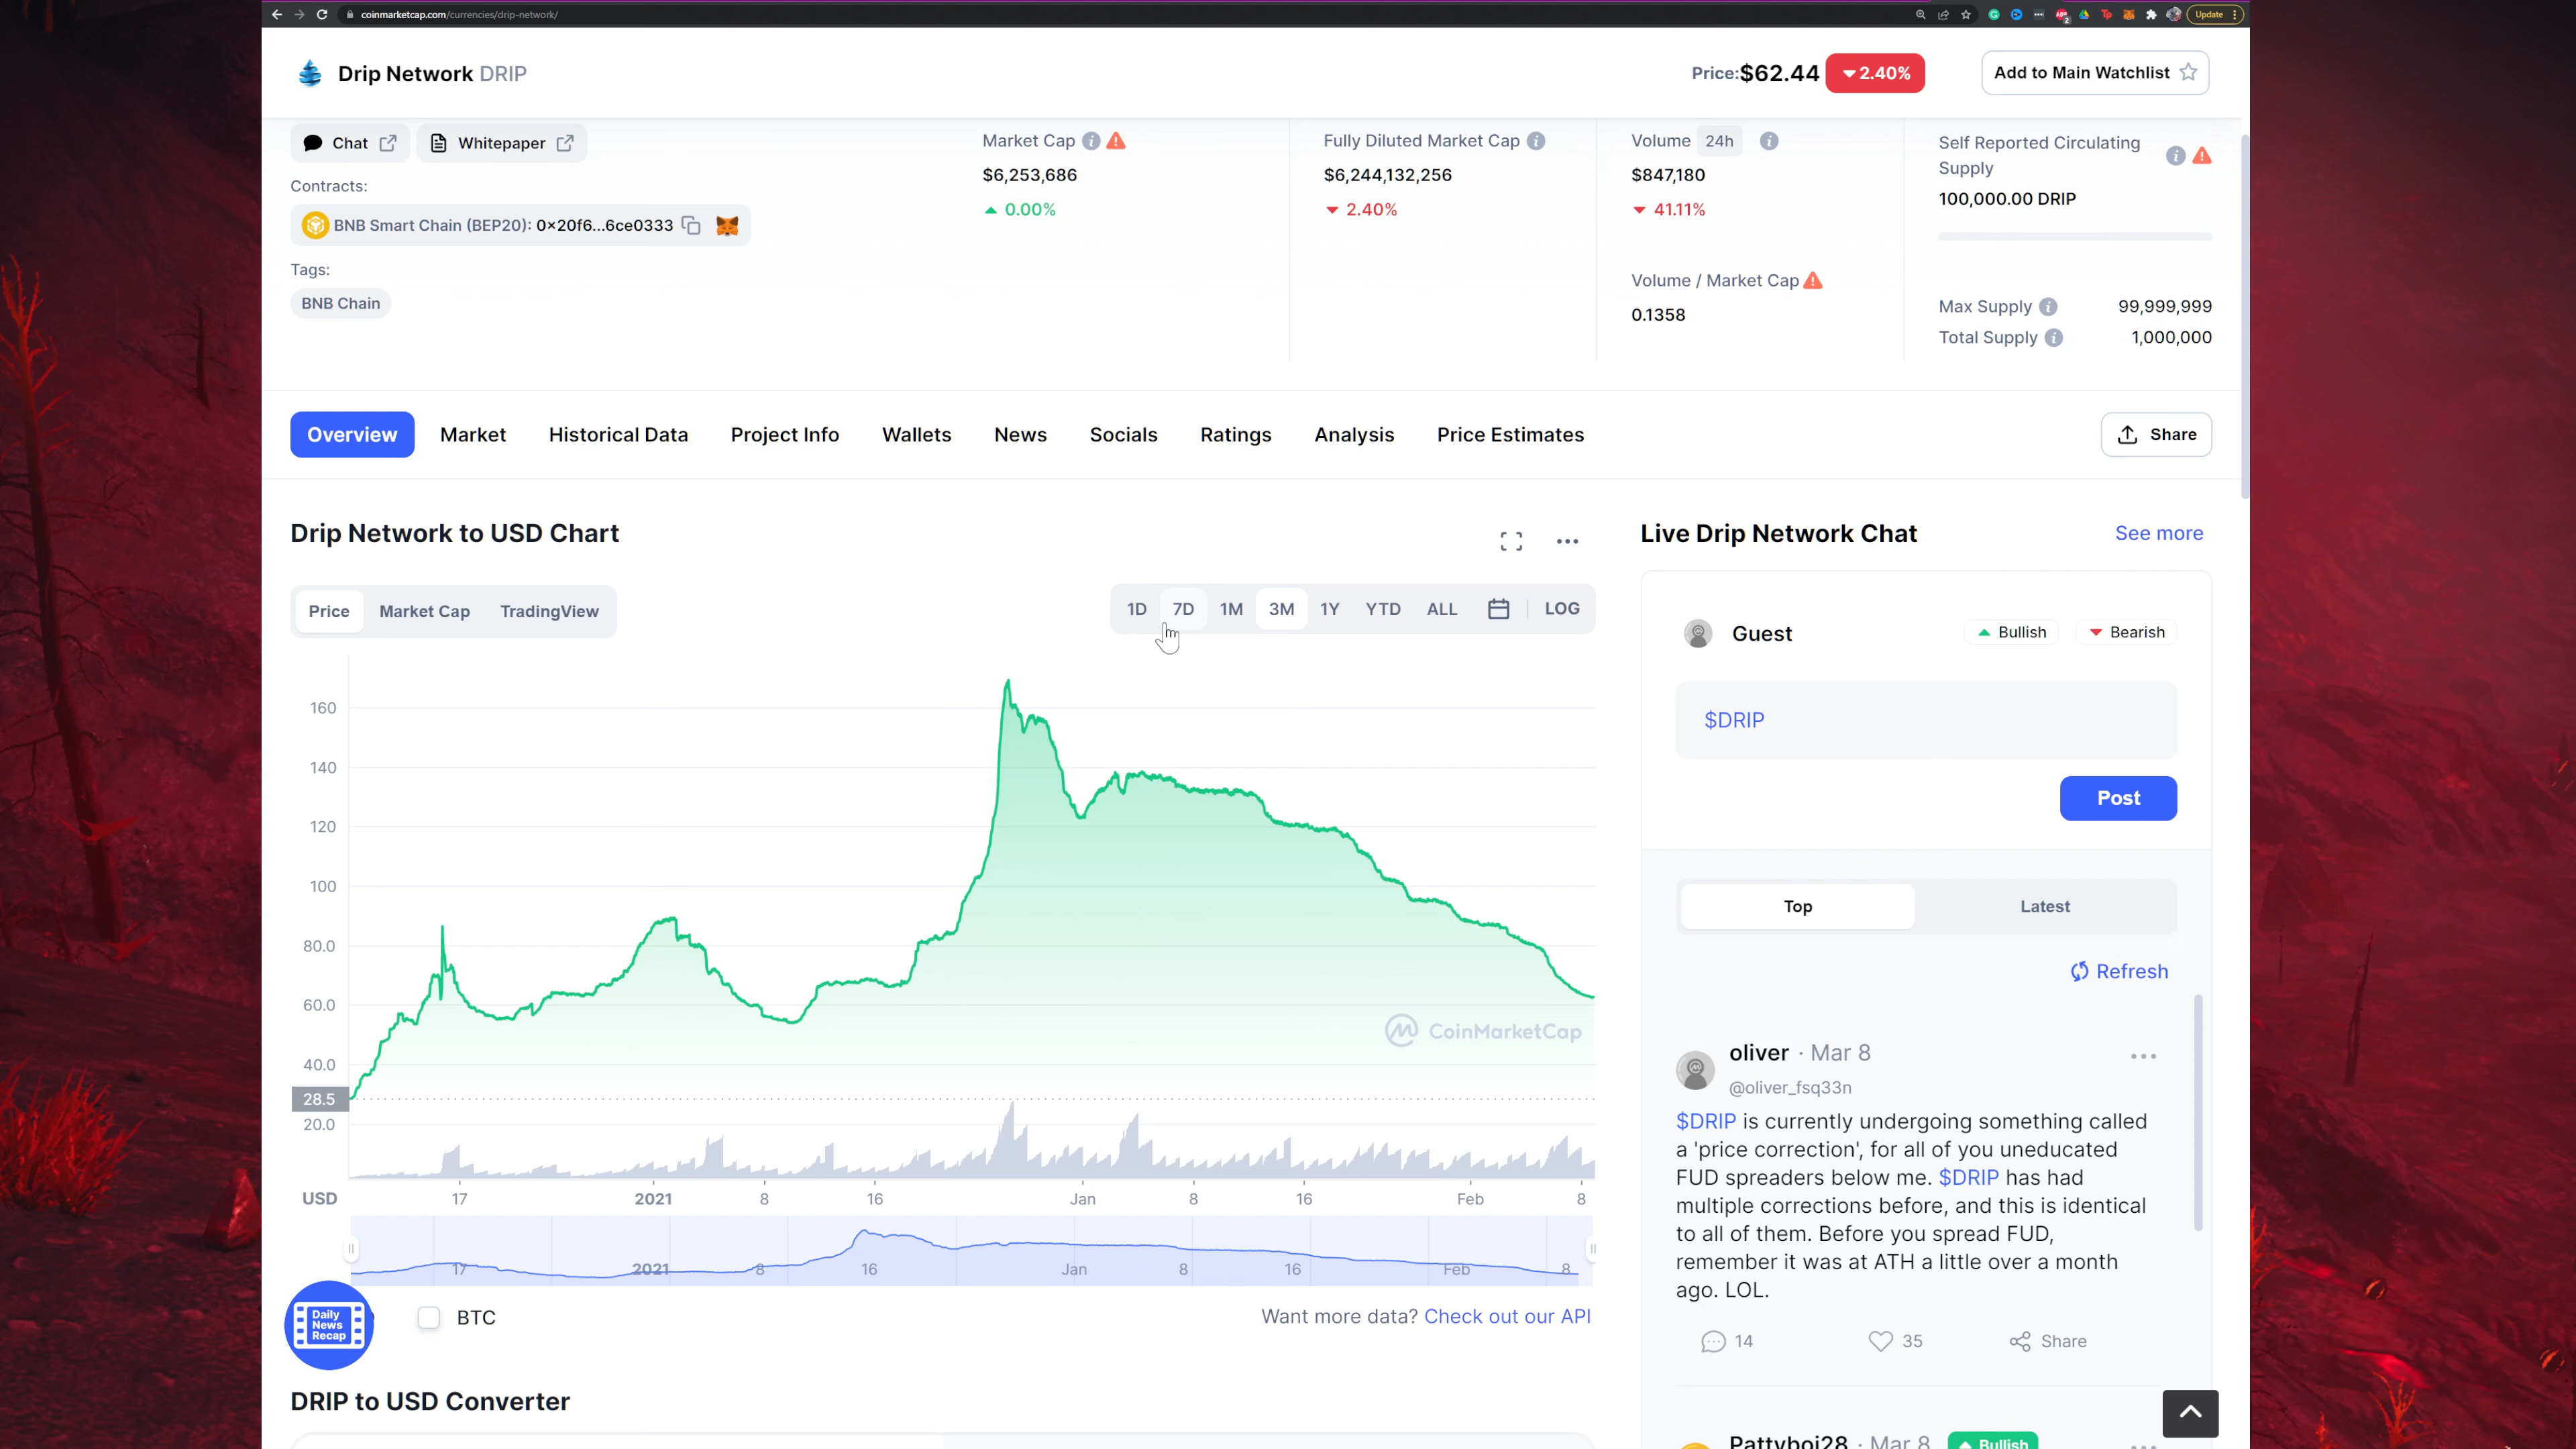 coinmarketcap.com/currencies/drip-network/
Update
Drip Network DRIP
Price:$62.44 2.40%
Add to Main Watchlist
Chat
Whitepaper
Contracts:
BNB Smart Chain (BEP20): 0×20f6...6ce0333
Tags:
BNB Chain
Market Cap
$6,253,686
0.00%
Fully Diluted Market Cap
$6,244,132,256
2.40%
Volume 24h
$847,180
41.11%
Volume / Market Cap
0.1358
Self Reported Circulating
Supply
100,000.00 DRIP
Max Supply 99,999,999
Total Supply 1,000,000
Overview Market Historical Data Project Info Wallets News Socials Ratings Analysis Price Estimates
Share
Drip Network to USD Chart
Price Market Cap TradingView
1D 7D 1M 3M 1Y YTD ALL LOG
160
140
120
100
80.0
60.0
40.0
28.5
20.0
CoinMarketCap
USD 17 2021 8 16 Jan 8 16 Feb 8
17 2021 8 16 Jan 8 16 Feb 8
Daily
News
Recap
BTC
Want more data? Check out our API
DRIP to USD Converter
Live Drip Network Chat
See more
Guest
Bullish
Bearish
$DRIP
Post
Top
Latest
Refresh
oliver · Mar 8
@oliver_fsq33n
$DRIP is currently undergoing something called
a 'price correction', for all of you uneducated
FUD spreaders below me. $DRIP has had
multiple corrections before, and this is identical
to all of them. Before you spread FUD,
remember it was at ATH a little over a month
ago. LOL.
14
35
Share
Pattyboi28 · Mar 8 Bullish